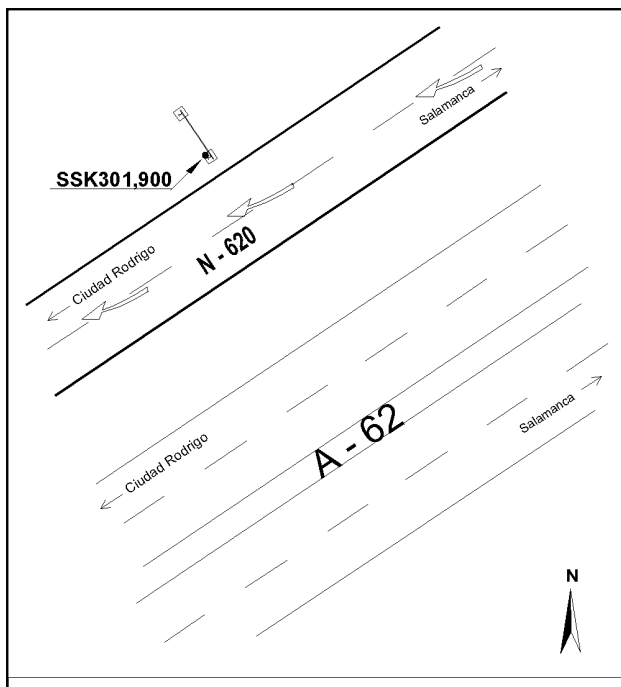 Salamanca
SSK301,900
N - 620
Ciudad Rodrigo
A - 62
Salamanca
Ciudad Rodrigo
N